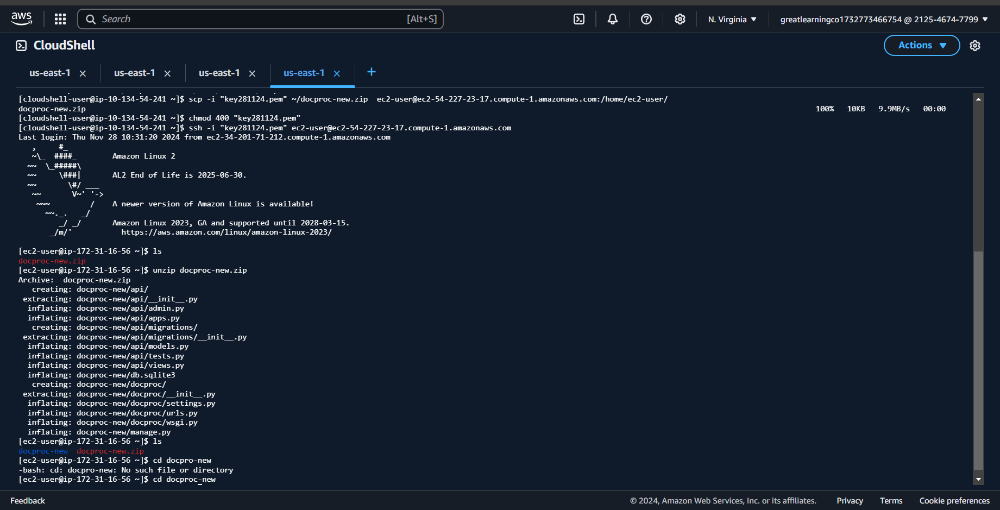 aws
Search [Alt+S]
N. Virginia ▼
greatlearningco1732773466754 @ 2125-4674-7799 ▼
CloudShell
Actions ▼
us-east-1 × us-east-1 × us-east-1 × us-east-1 × +
[cloudshell-user@ip-10-134-54-241 ~]$ scp -i "key281124.pem" ~/docproc-new.zip  ec2-user@ec2-54-227-23-17.compute-1.amazonaws.com:/home/ec2-user/
docproc-new.zip 100% 10KB 9.9MB/s 00:00
[cloudshell-user@ip-10-134-54-241 ~]$ chmod 400 "key281124.pem"
[cloudshell-user@ip-10-134-54-241 ~]$ ssh -i "key281124.pem" ec2-user@ec2-54-227-23-17.compute-1.amazonaws.com
Last login: Thu Nov 28 10:31:20 2024 from ec2-34-201-71-212.compute-1.amazonaws.com
   ,     #_
   ~\_  ####_        Amazon Linux 2
  ~~  \_#####\
  ~~     \###|       AL2 End of Life is 2025-06-30.
  ~~       \#/ ___
   ~~       V~' '->
    ~~~         /    A newer version of Amazon Linux is available!
      ~~._.   _/
         _/ _/       Amazon Linux 2023, GA and supported until 2028-03-15.
       _/m/'           https://aws.amazon.com/linux/amazon-linux-2023/
[ec2-user@ip-172-31-16-56 ~]$ ls
docproc-new.zip
[ec2-user@ip-172-31-16-56 ~]$ unzip docproc-new.zip
Archive:  docproc-new.zip
   creating: docproc-new/api/
 extracting: docproc-new/api/__init__.py
  inflating: docproc-new/api/admin.py
  inflating: docproc-new/api/apps.py
   creating: docproc-new/api/migrations/
 extracting: docproc-new/api/migrations/__init__.py
  inflating: docproc-new/api/models.py
  inflating: docproc-new/api/tests.py
  inflating: docproc-new/api/views.py
  inflating: docproc-new/db.sqlite3
   creating: docproc-new/docproc/
 extracting: docproc-new/docproc/__init__.py
  inflating: docproc-new/docproc/settings.py
  inflating: docproc-new/docproc/urls.py
  inflating: docproc-new/docproc/wsgi.py
  inflating: docproc-new/manage.py
[ec2-user@ip-172-31-16-56 ~]$ ls
docproc-new  docproc-new.zip
[ec2-user@ip-172-31-16-56 ~]$ cd docpro-new
-bash: cd: docpro-new: No such file or directory
[ec2-user@ip-172-31-16-56 ~]$ cd docproc-new
Feedback
© 2024, Amazon Web Services, Inc. or its affiliates. Privacy Terms Cookie preferences